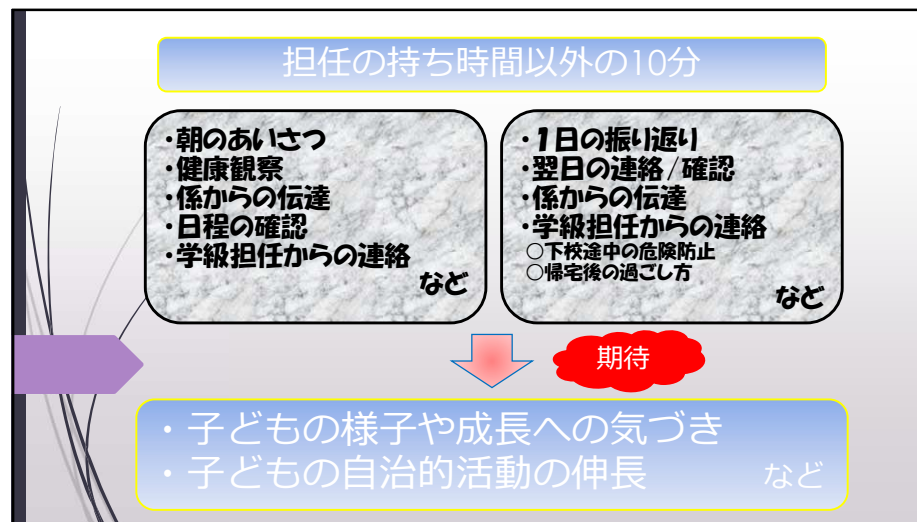 担任の持ち時間以外の10分
・朝のあいさつ
・健康観察
・係からの伝達
・日程の確認
・学級担任からの連絡
など
・1日の振り返り
・翌日の連絡/確認
・係からの伝達
・学級担任からの連絡
○下校途中の危険防止
○帰宅後の過ごし方
など
期待
・子どもの様子や成長への気づき
・子どもの自治的活動の伸長 など